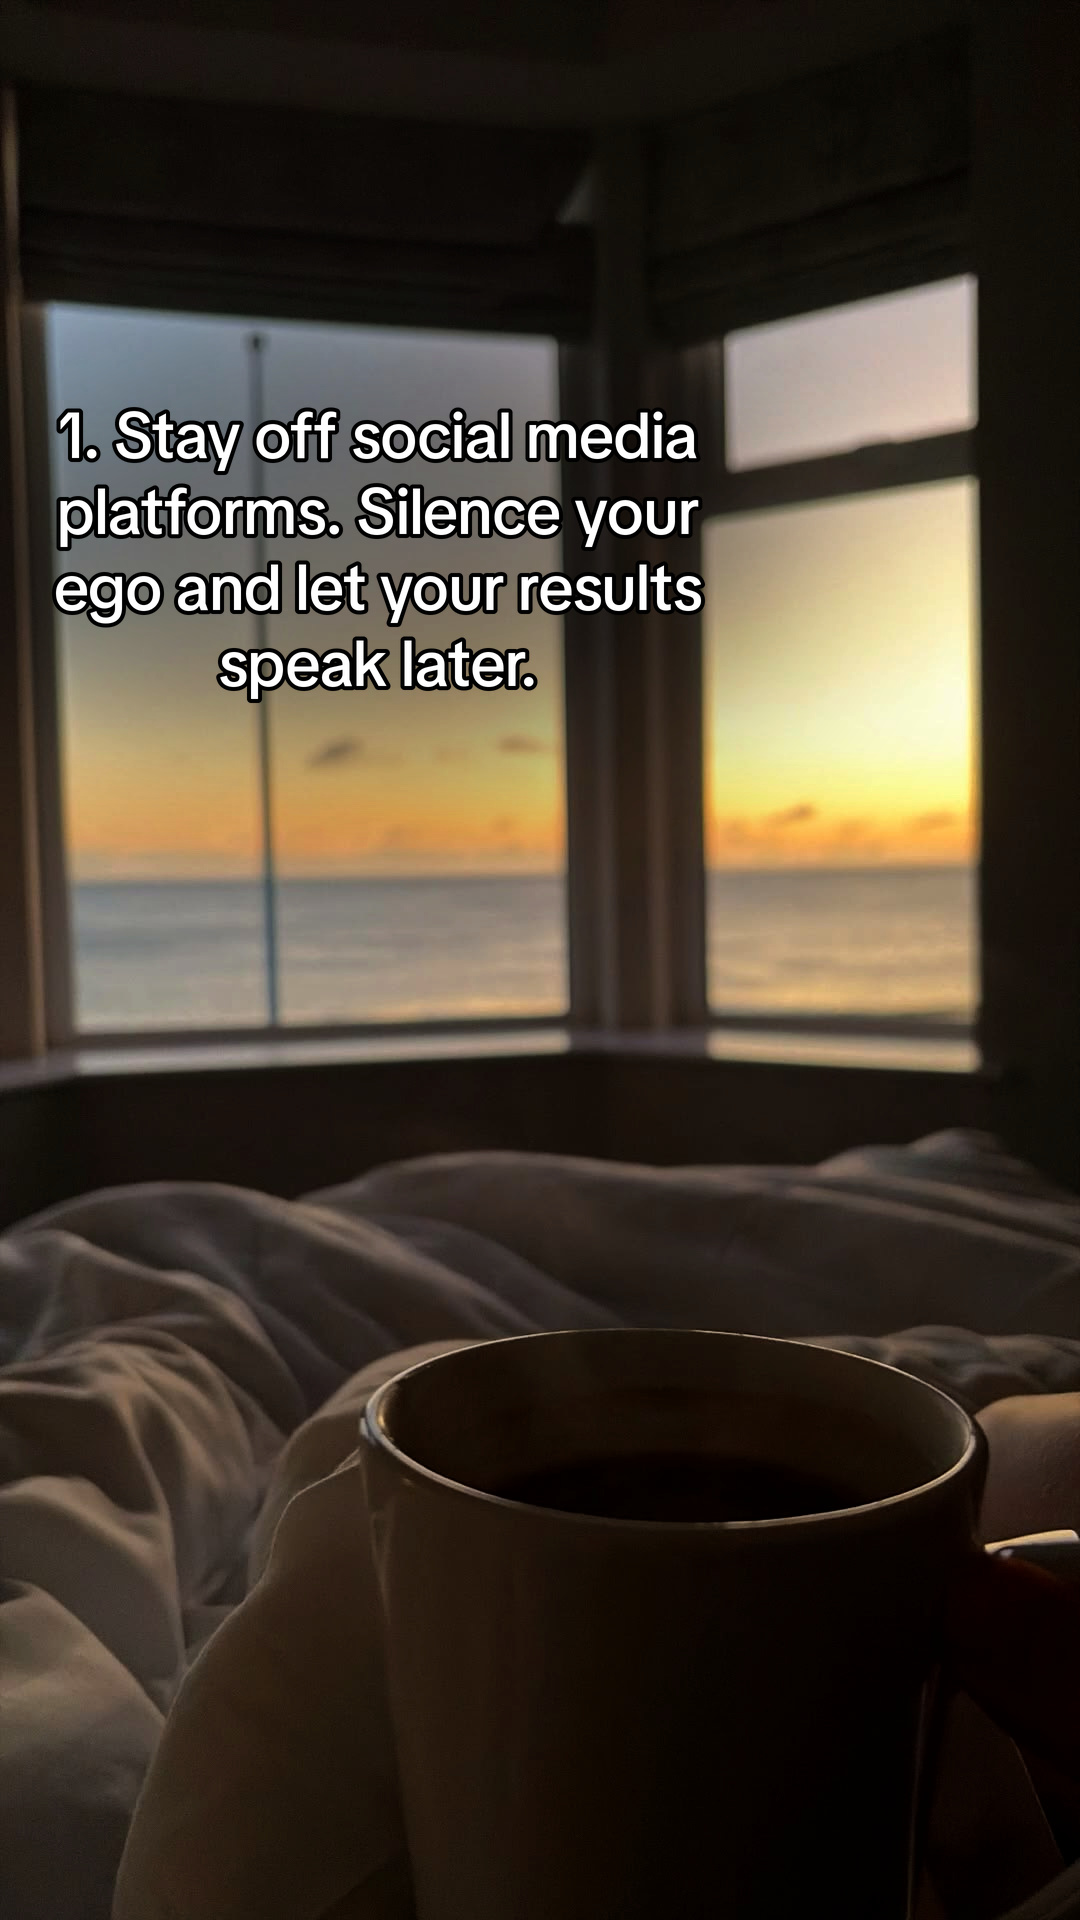 1. Stay off social media
platforms. Silence your
ego and let your results
speak later.